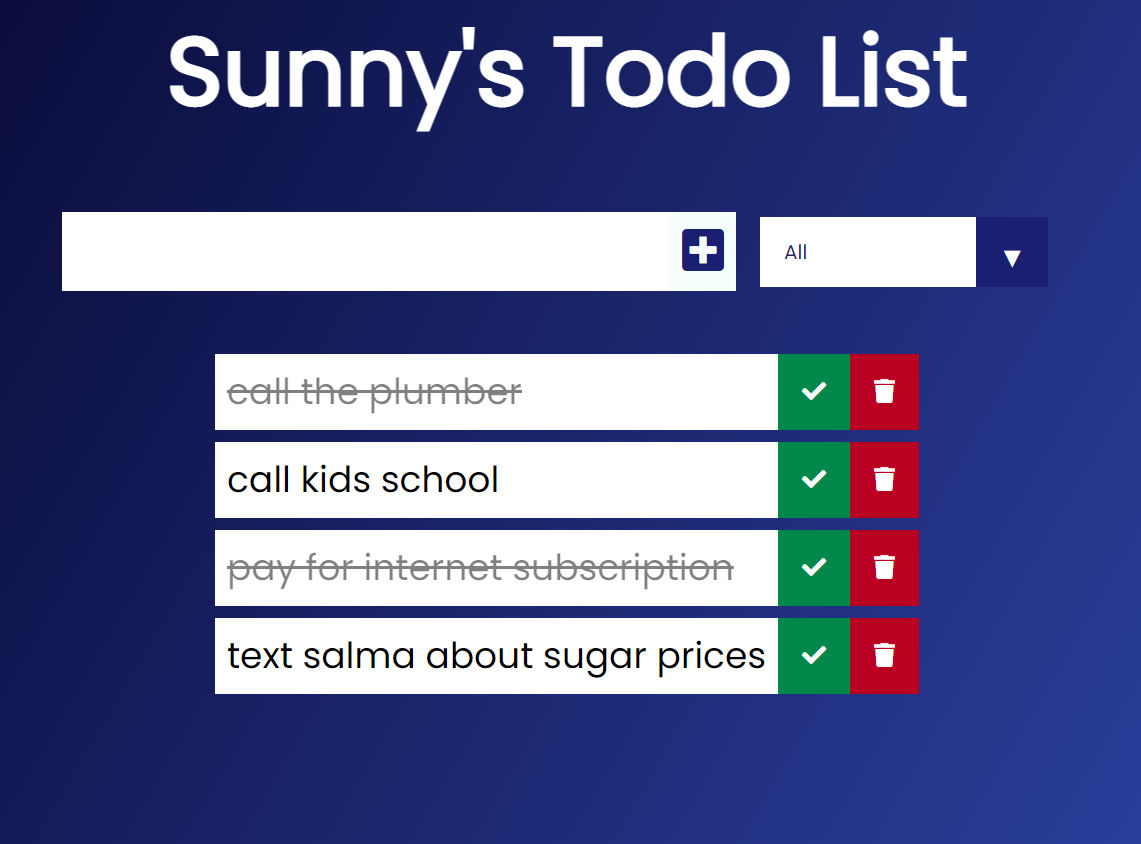 Sunny's Todo List
All
call the plumber
call kids school
pay for internet subscription
text salma about sugar prices